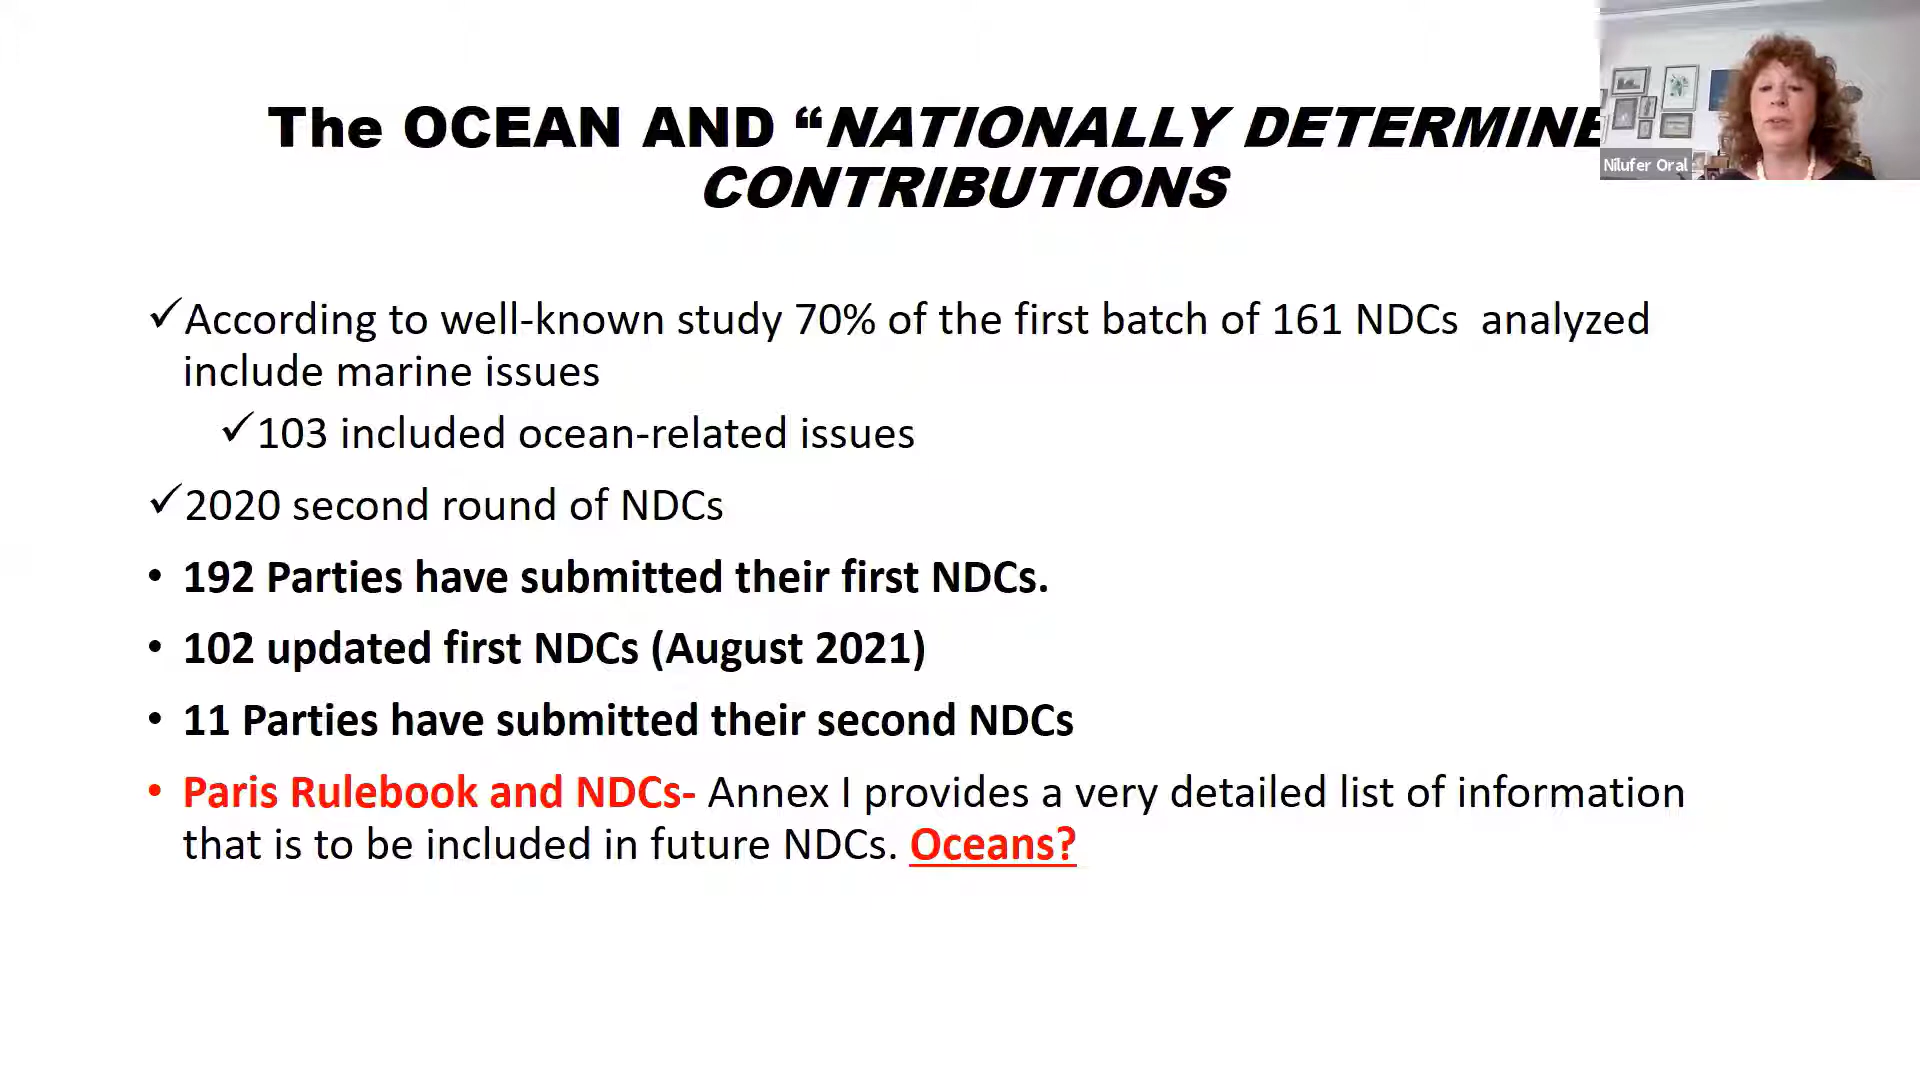 The OCEAN AND “NATIONALLY DETERMINE
CONTRIBUTIONS
Nilufer Oral
✓According to well-known study 70% of the first batch of 161 NDCs analyzed
include marine issues
✓103 included ocean-related issues
✓2020 second round of NDCs
• 192 Parties have submitted their first NDCs.
• 102 updated first NDCs (August 2021)
• 11 Parties have submitted their second NDCs
• Paris Rulebook and NDCs- Annex I provides a very detailed list of information
that is to be included in future NDCs. Oceans?